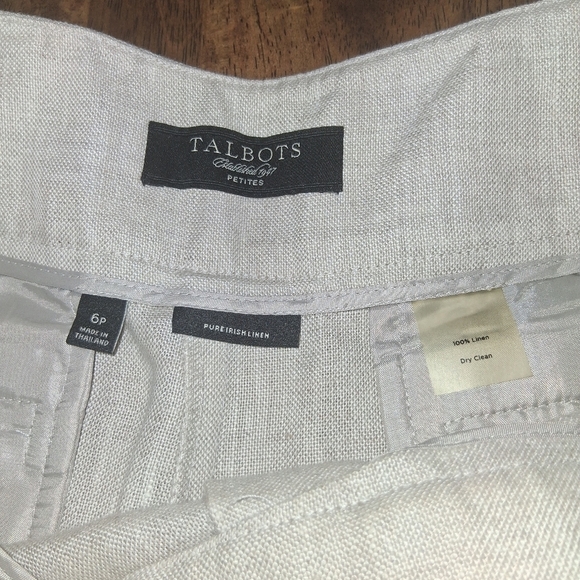 TALBOTS
Established 1947
PETITES
6P
MADE IN
THAILAND
PURE IRISH LINEN
100% Linen
Dry Clean